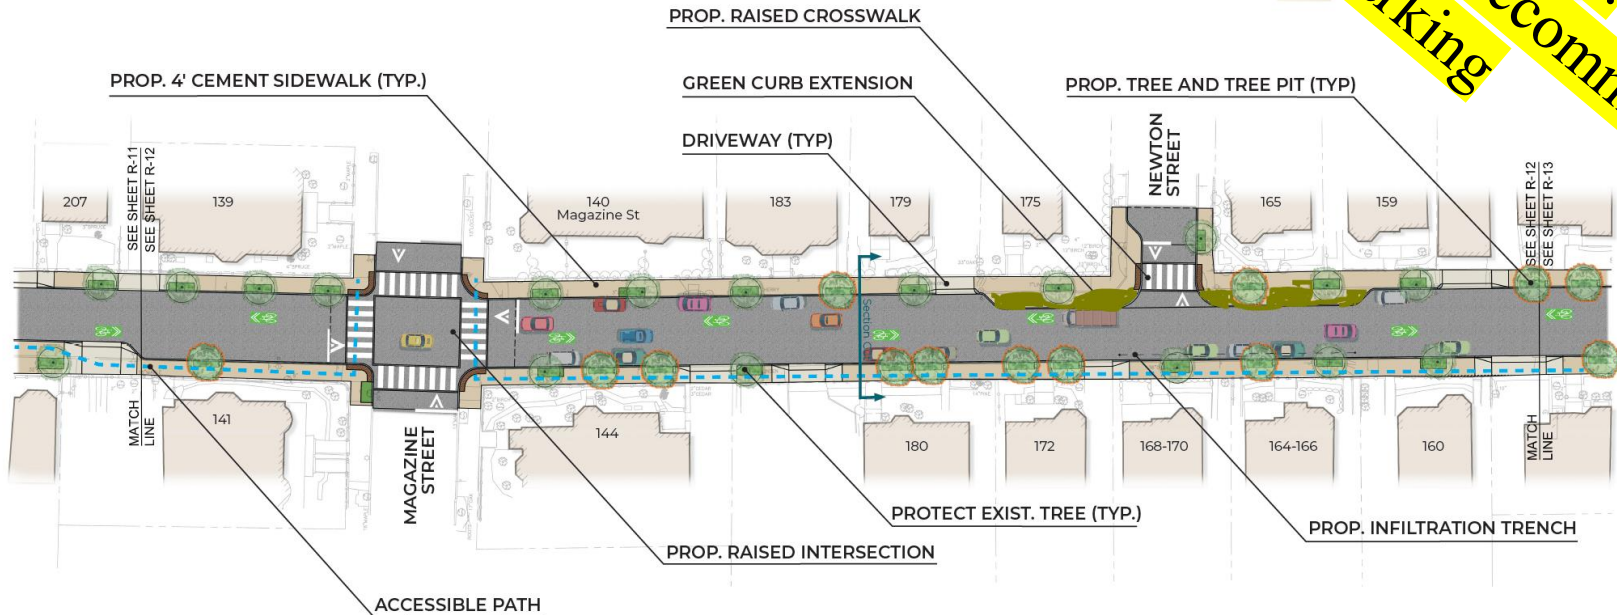 PROP. RAISED CROSSWALK
PROP. 4' CEMENT SIDEWALK (TYP.)
GREEN CURB EXTENSION
PROP. TREE AND TREE PIT (TYP)
DRIVEWAY (TYP)
rking
SEE SHEET R-11
SEE SHEET R-12
NEWTON
STREET
SEE SHEET R-12
SEE SHEET R-13
207
139
140
Magazine St
183
179
175
165
159
MATCH
LINE
141
MAGAZINE
STREET
144
180
172
168-170
164-166
160
MATCH
LINE
PROTECT EXIST. TREE (TYP.)
PROP. INFILTRATION TRENCH
PROP. RAISED INTERSECTION
ACCESSIBLE PATH